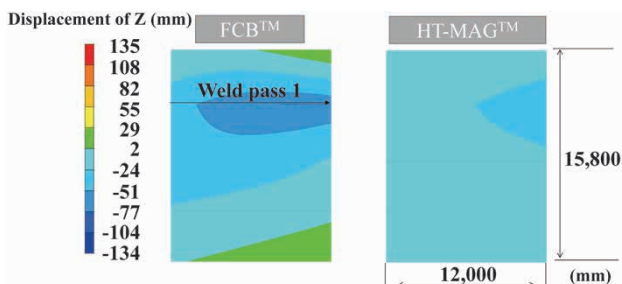 Displacement of Z (mm)
FCB™
HT-MAG™
135
108
82
55
29
2
-24
-51
-77
-104
-134
Weld pass 1
15,800
12,000
(mm)